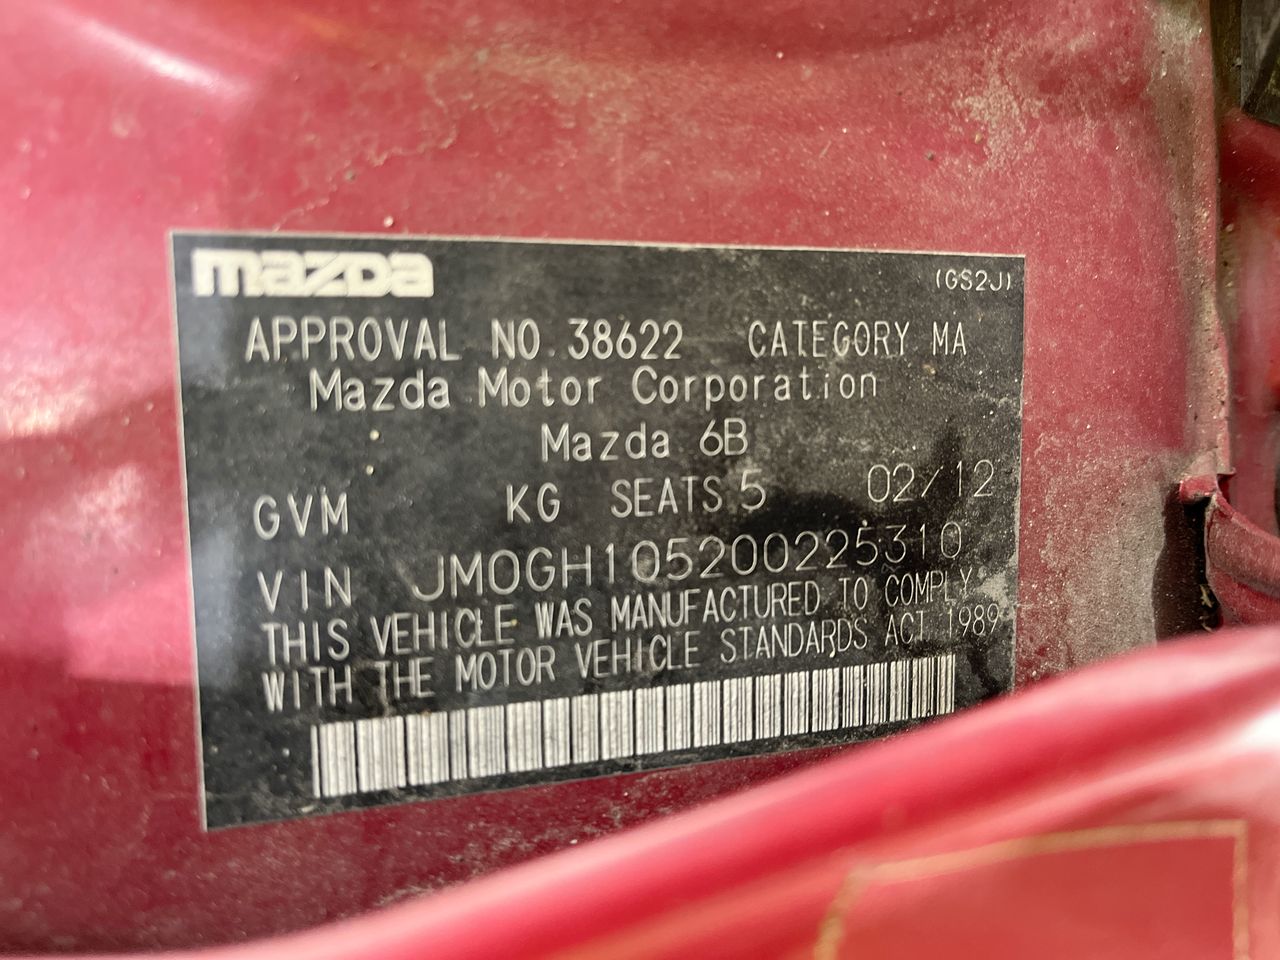 mazda (GS2J)
APPROVAL NO. 38622 CATEGORY MA
Mazda Motor Corporation
Mazda 6B
GVM KG SEATS 5 02/12
VIN JM0GH105200225310
THIS VEHICLE WAS MANUFACTURED TO COMPLY
WITH THE MOTOR VEHICLE STANDARDS ACT 1989